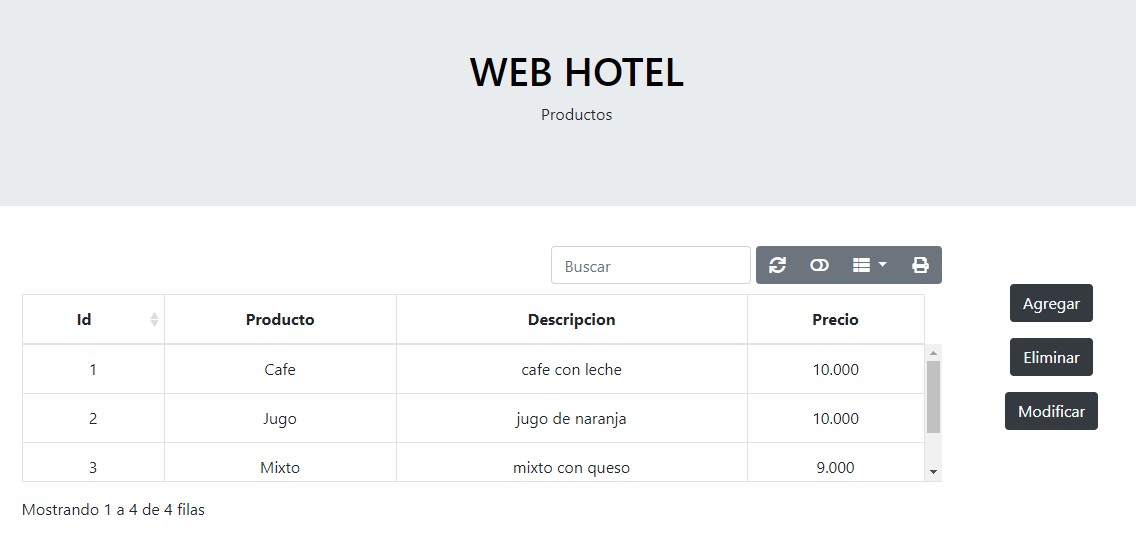 WEB HOTEL
Productos
Buscar
Id Producto Descripcion Precio
1 Cafe cafe con leche 10.000
2 Jugo jugo de naranja 10.000
3 Mixto mixto con queso 9.000
Mostrando 1 a 4 de 4 filas
Agregar
Eliminar
Modificar